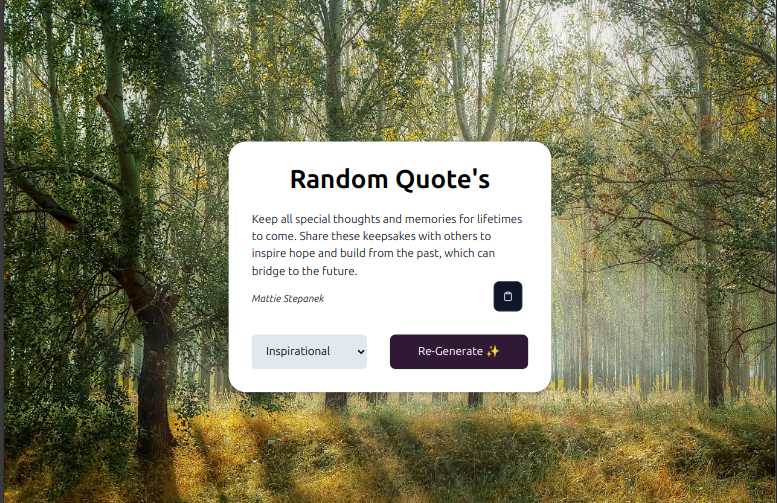 Random Quote's
Keep all special thoughts and memories for lifetimes
to come. Share these keepsakes with others to
inspire hope and build from the past, which can
bridge to the future.
Mattie Stepanek
Inspirational
Re-Generate ✨